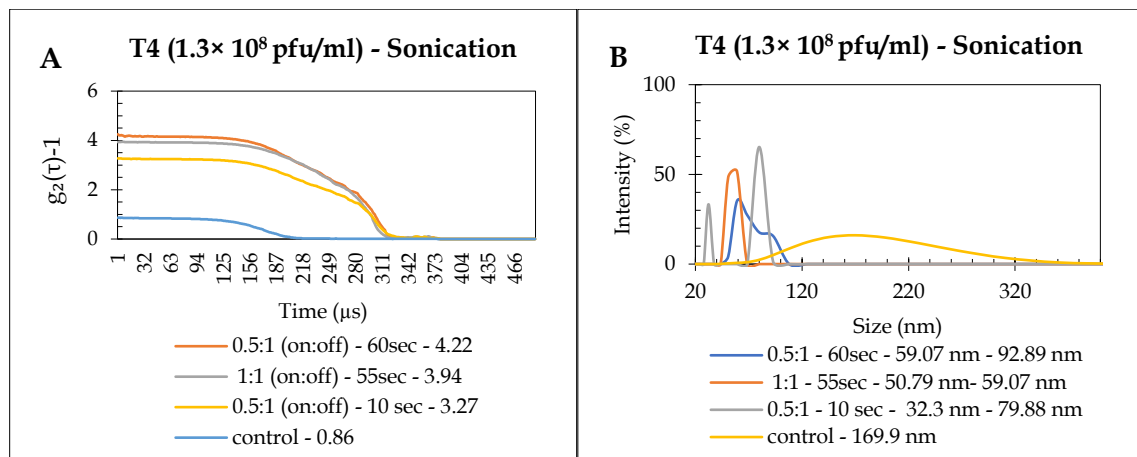 A
T4 (1.3× 10⁸ pfu/ml) - Sonication
6
4
2
0
g₂(τ)-1
1 32 63 94 125 156 187 218 249 280 311 342 373 404 435 466
Time (µs)
0.5:1 (on:off) - 60sec - 4.22
1:1 (on:off) - 55sec - 3.94
0.5:1 (on:off) - 10 sec - 3.27
control - 0.86
B
T4 (1.3× 10⁸ pfu/ml) - Sonication
100
50
0
Intensity (%)
20 120 220 320
Size (nm)
0.5:1 - 60sec - 59.07 nm - 92.89 nm
1:1 - 55sec - 50.79 nm- 59.07 nm
0.5:1 - 10 sec - 32.3 nm - 79.88 nm
control - 169.9 nm